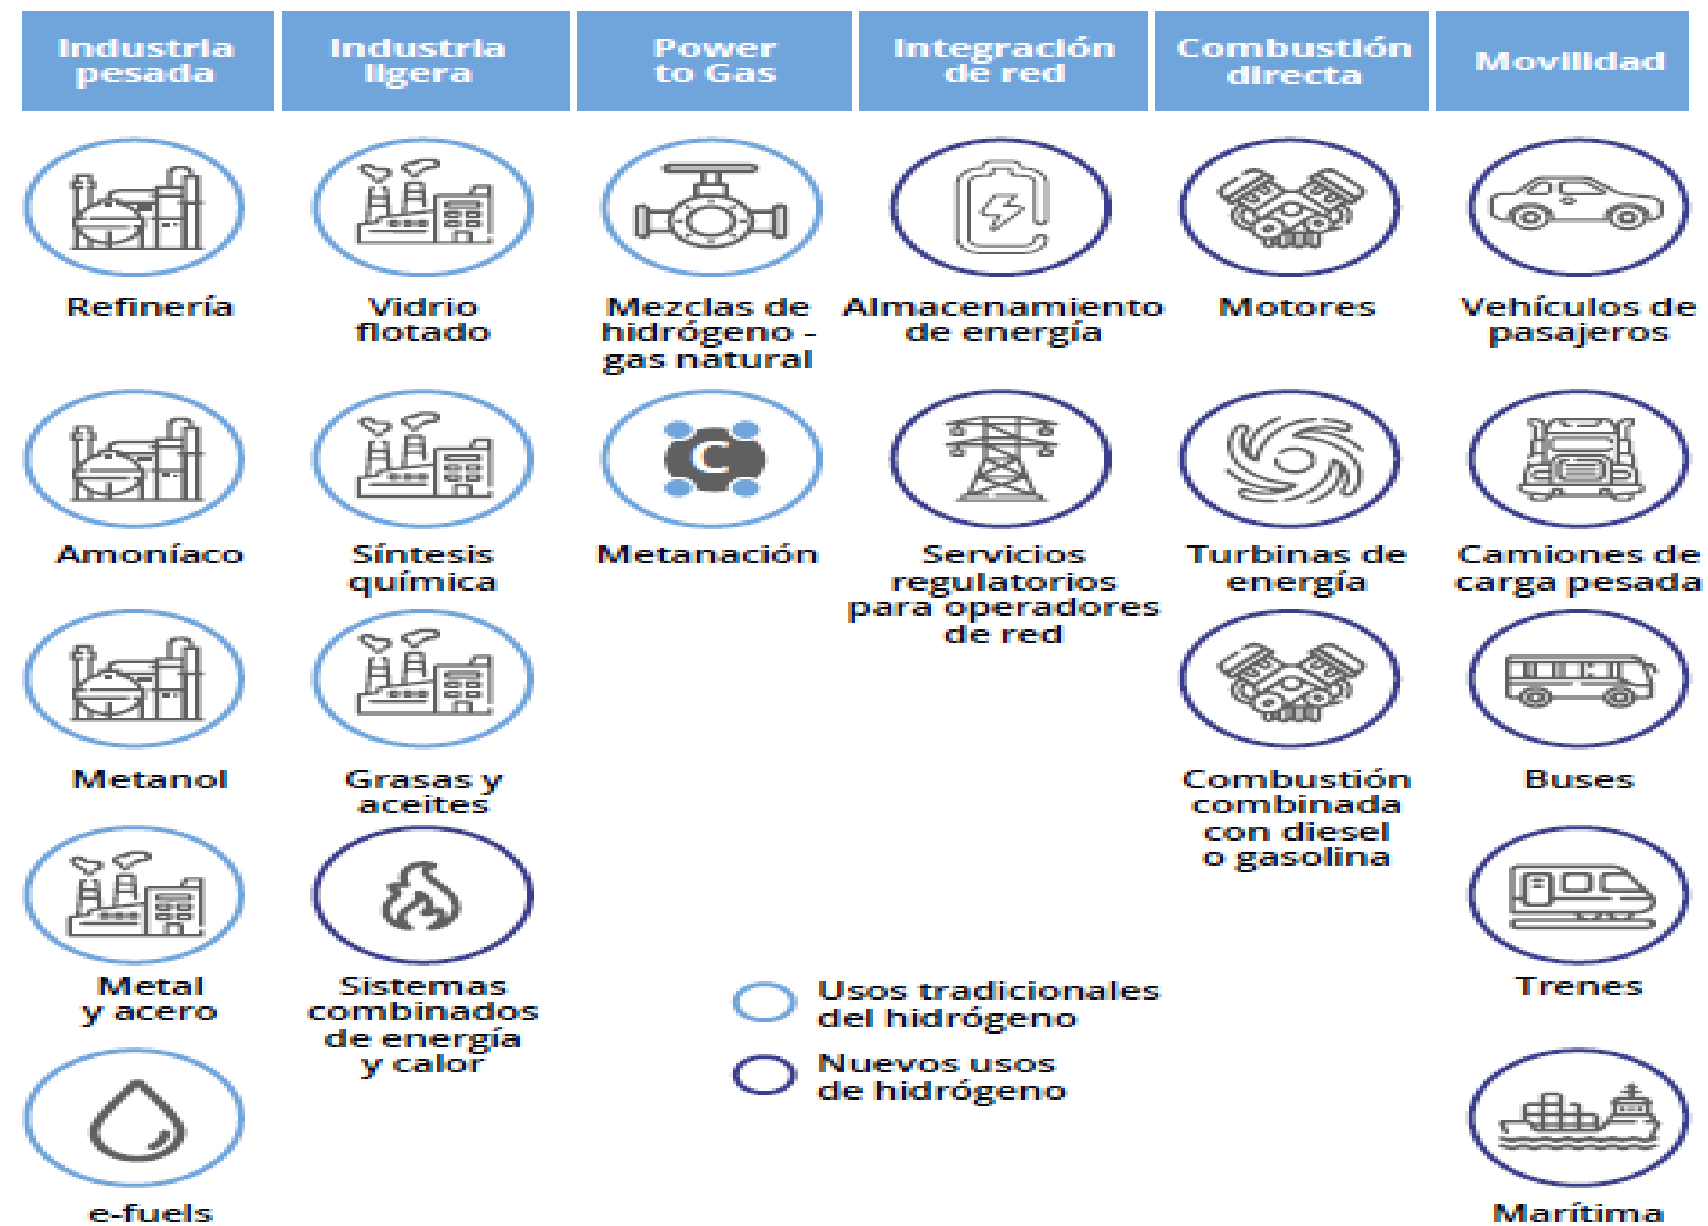 Industria
pesada
Industria
ligera
Power
to Gas
Integración
de red
Combustión
directa
Movilidad
Refinería
Vidrio
flotado
Mezclas de
hidrógeno -
gas natural
Almacenamiento
de energía
Motores
Vehículos de
pasajeros
Amoníaco
Síntesis
química
C
Metanación
Servicios
regulatorios
para operadores
de red
Turbinas de
energía
Camiones de
carga pesada
Metanol
Grasas y
aceites
Combustión
combinada
con diesel
o gasolina
Buses
Metal
y acero
Sistemas
combinados
de energía
y calor
Trenes
Usos tradicionales
del hidrógeno
Nuevos usos
de hidrógeno
e-fuels
Marítima